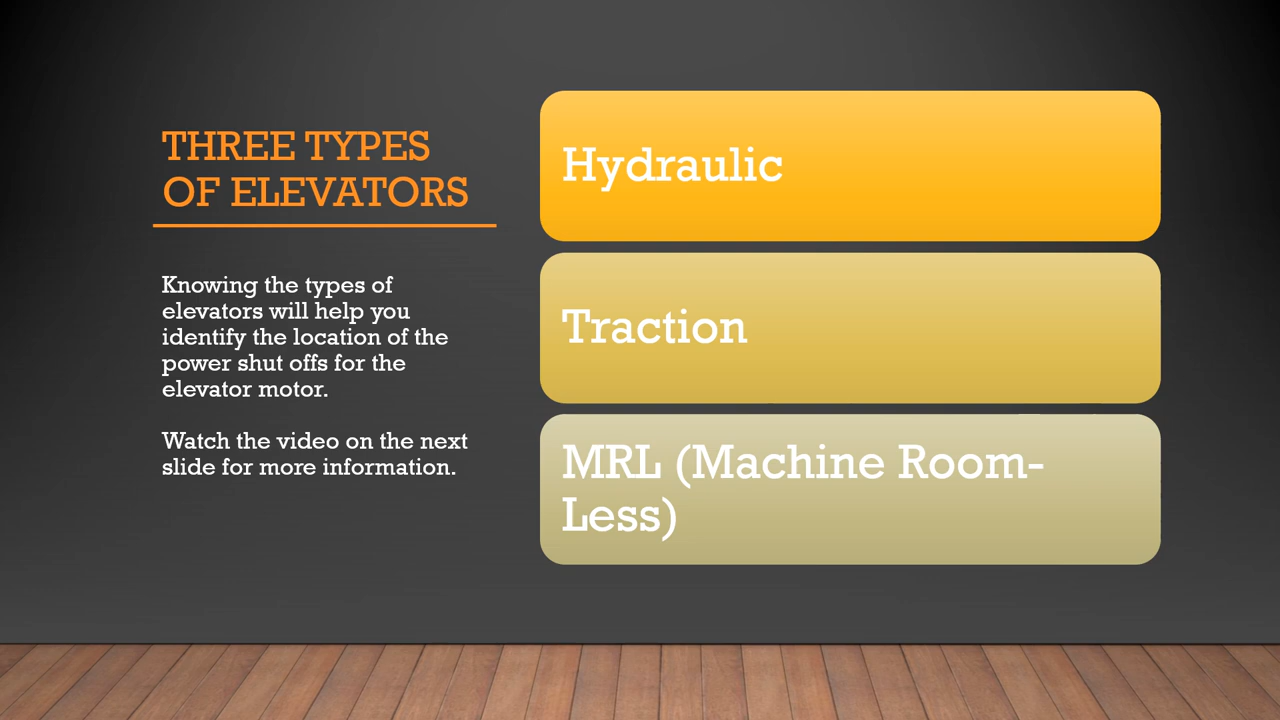 THREE TYPES
OF ELEVATORS
Knowing the types of
elevators will help you
identify the location of the
power shut offs for the
elevator motor.
Watch the video on the next
slide for more information.
Hydraulic
Traction
MRL (Machine Room-
Less)